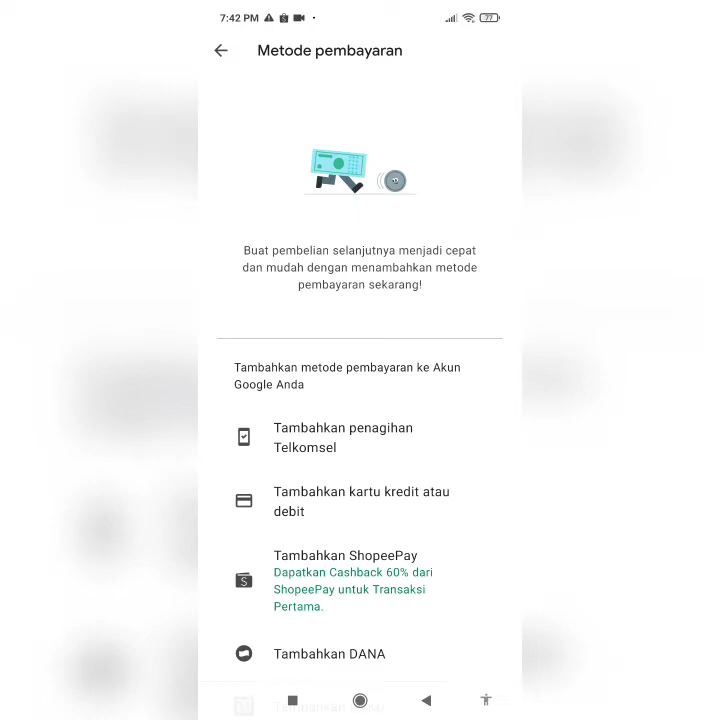 7:42 PM
77
Metode pembayaran
Buat pembelian selanjutnya menjadi cepat
dan mudah dengan menambahkan metode
pembayaran sekarang!
Tambahkan metode pembayaran ke Akun
Google Anda
Tambahkan penagihan
Telkomsel
Tambahkan kartu kredit atau
debit
Tambahkan ShopeePay
Dapatkan Cashback 60% dari
ShopeePay untuk Transaksi
Pertama.
Tambahkan DANA